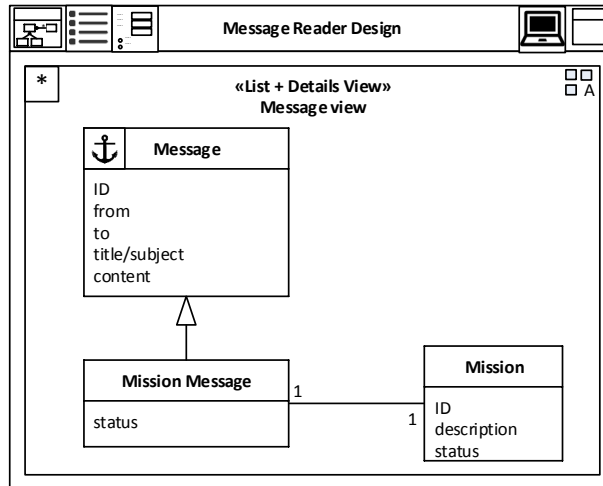 Message Reader Design
*
«List + Details View»
Message view
A
Message
ID
from
to
title/subject
content
Mission Message
status
1
1
Mission
ID
description
status